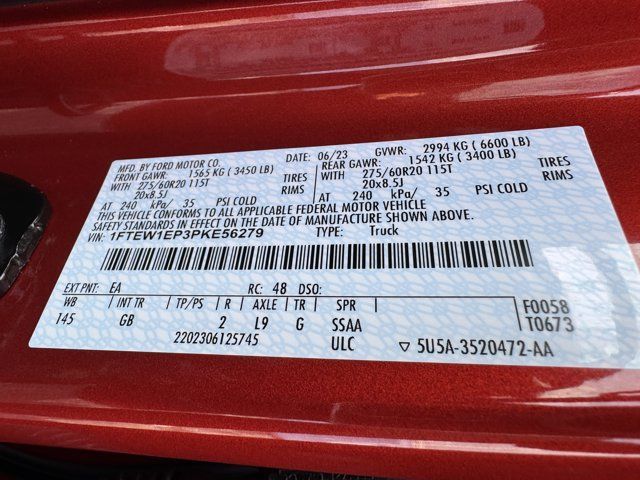 MFD. BY FORD MOTOR CO.
DATE: 06/23 GVWR: 2994 KG ( 6600 LB)
FRONT GAWR: 1565 KG ( 3450 LB)
REAR GAWR: 1542 KG ( 3400 LB)
WITH 275/60R20 115T TIRES
WITH 275/60R20 115T TIRES
20x8.5J RIMS
20x8.5J RIMS
AT 240 kPa/ 35 PSI COLD
AT 240 kPa/ 35 PSI COLD
THIS VEHICLE CONFORMS TO ALL APPLICABLE FEDERAL MOTOR VEHICLE
SAFETY STANDARDS IN EFFECT ON THE DATE OF MANUFACTURE SHOWN ABOVE.
VIN: 1FTEW1EP3PKE56279 TYPE: Truck
EXT PNT: EA RC: 48 DSO:
WB INT TR TP/PS R AXLE TR SPR
145 GB 2 L9 G SSAA
2202306125745 ULC
F0058
T0673
▽ 5U5A-3520472-AA